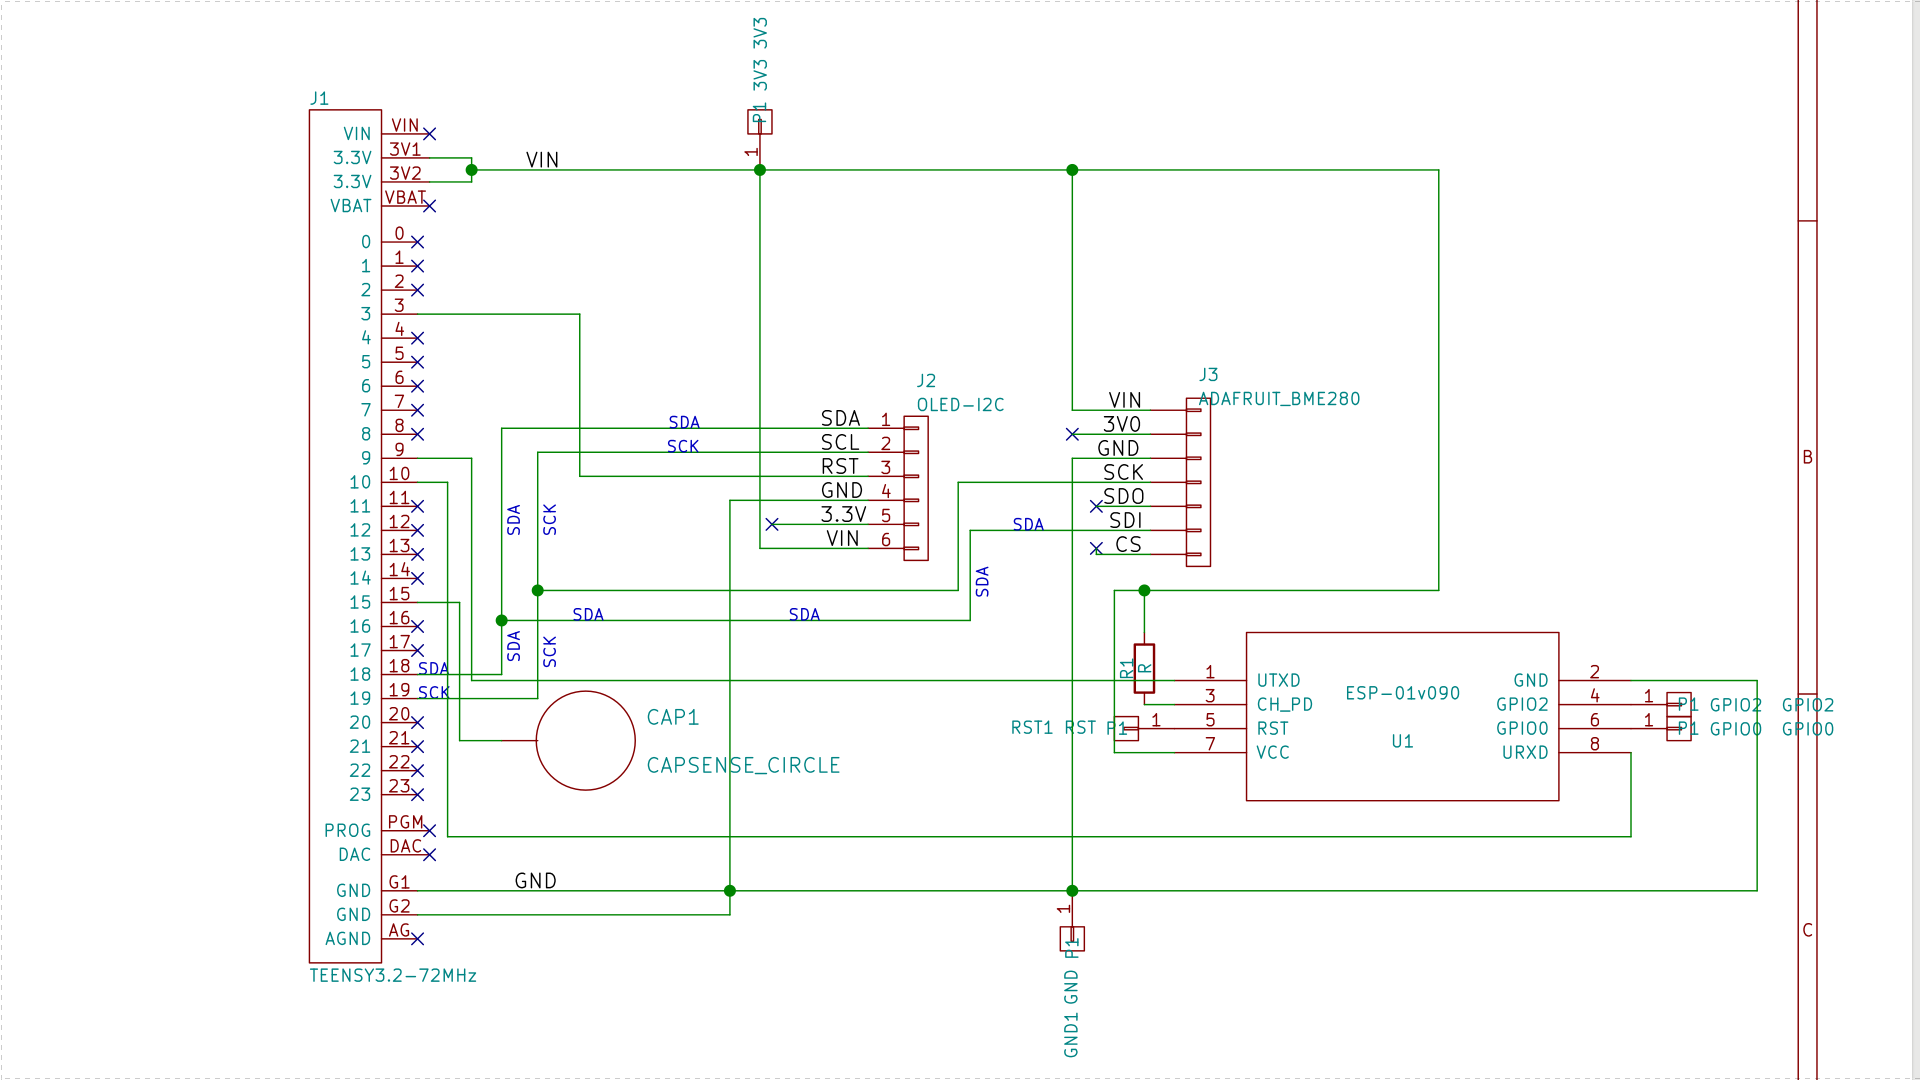 P1 3V3 3V3
1
J1
VIN VIN
3.3V 3V1
VIN
3.3V 3V2
VBAT VBAT
0 0
1 1
2 2
3 3
4 4
5 5
6 6
7 7
8 8
9 9
10 10
11 11
12 12
13 13
14 14
15 15
16 16
17 17
18 18 SDA
19 19 SCK
20 20
21 21
22 22
23 23
PROG PGM
DAC DAC
GND G1
GND
GND G2
AGND AG
TEENSY3.2-72MHz
J2
OLED-I2C
SDA SDA 1
SCK SCL 2
RST 3
GND 4
3.3V 5
VIN 6
SDA
SCK
SDA
SCK
SDA
SDA
SDA
SDA
J3
ADAFRUIT_BME280
VIN
3V0
GND
SCK
SDO
SDI
CS
CAP1
CAPSENSE_CIRCLE
R1
R
RST1 RST P1 1
1 UTXD
3 CH_PD
5 RST
7 VCC
ESP-01v090
U1
GND 2
GPIO2 4
GPIO0 6
URXD 8
1 P1 GPIO2 GPIO2
1 P1 GPIO0 GPIO0
1
GND1 GND P1
B
C